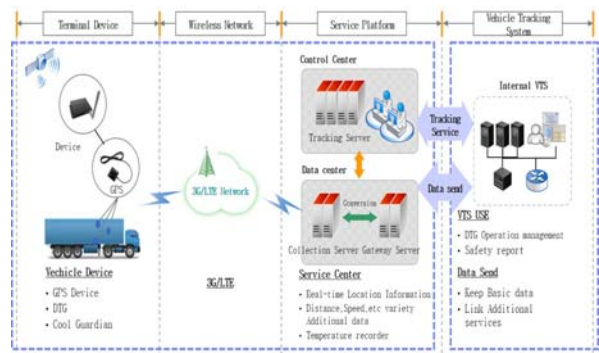 Terminal Device
Wireless Network
Service Platform
Vehicle Tracking
System
Device
GPS
Vechicle Device
• GPS Device
• DTG
• Cool Guardian
3G/LTE Network
3G/LTE
Control Center
Tracking Server
Data center
Conversion
Collection Server Gateway Server
Service Center
• Real-time Location Information
• Distance,Speed,etc variety
Additional data
• Temperature recorder
Tracking
Service
Data send
Internal VTS
VTS USE
• DTG Operation management
• Safety report
Data Send
• Keep Basic data
• Link Additional
services